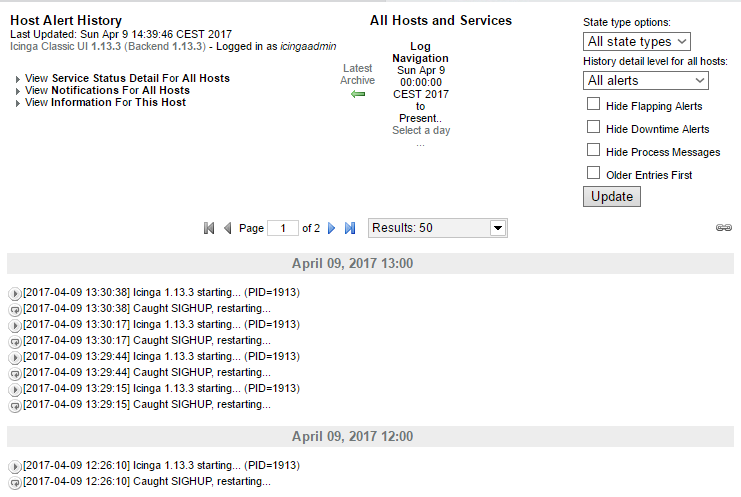 Host Alert History
Last Updated: Sun Apr 9 14:39:46 CEST 2017
Icinga Classic UI 1.13.3 (Backend 1.13.3) - Logged in as icingaadmin
View Service Status Detail For All Hosts
View Notifications For All Hosts
View Information For This Host
All Hosts and Services
Latest
Archive
Log
Navigation
Sun Apr 9
00:00:00
CEST 2017
to
Present..
Select a day
...
State type options:
All state types
History detail level for all hosts:
All alerts
Hide Flapping Alerts
Hide Downtime Alerts
Hide Process Messages
Older Entries First
Update
Page 1 of 2 Results: 50
April 09, 2017 13:00
[2017-04-09 13:30:38] Icinga 1.13.3 starting... (PID=1913)
[2017-04-09 13:30:38] Caught SIGHUP, restarting...
[2017-04-09 13:30:17] Icinga 1.13.3 starting... (PID=1913)
[2017-04-09 13:30:17] Caught SIGHUP, restarting...
[2017-04-09 13:29:44] Icinga 1.13.3 starting... (PID=1913)
[2017-04-09 13:29:44] Caught SIGHUP, restarting...
[2017-04-09 13:29:15] Icinga 1.13.3 starting... (PID=1913)
[2017-04-09 13:29:15] Caught SIGHUP, restarting...
April 09, 2017 12:00
[2017-04-09 12:26:10] Icinga 1.13.3 starting... (PID=1913)
[2017-04-09 12:26:10] Caught SIGHUP, restarting...